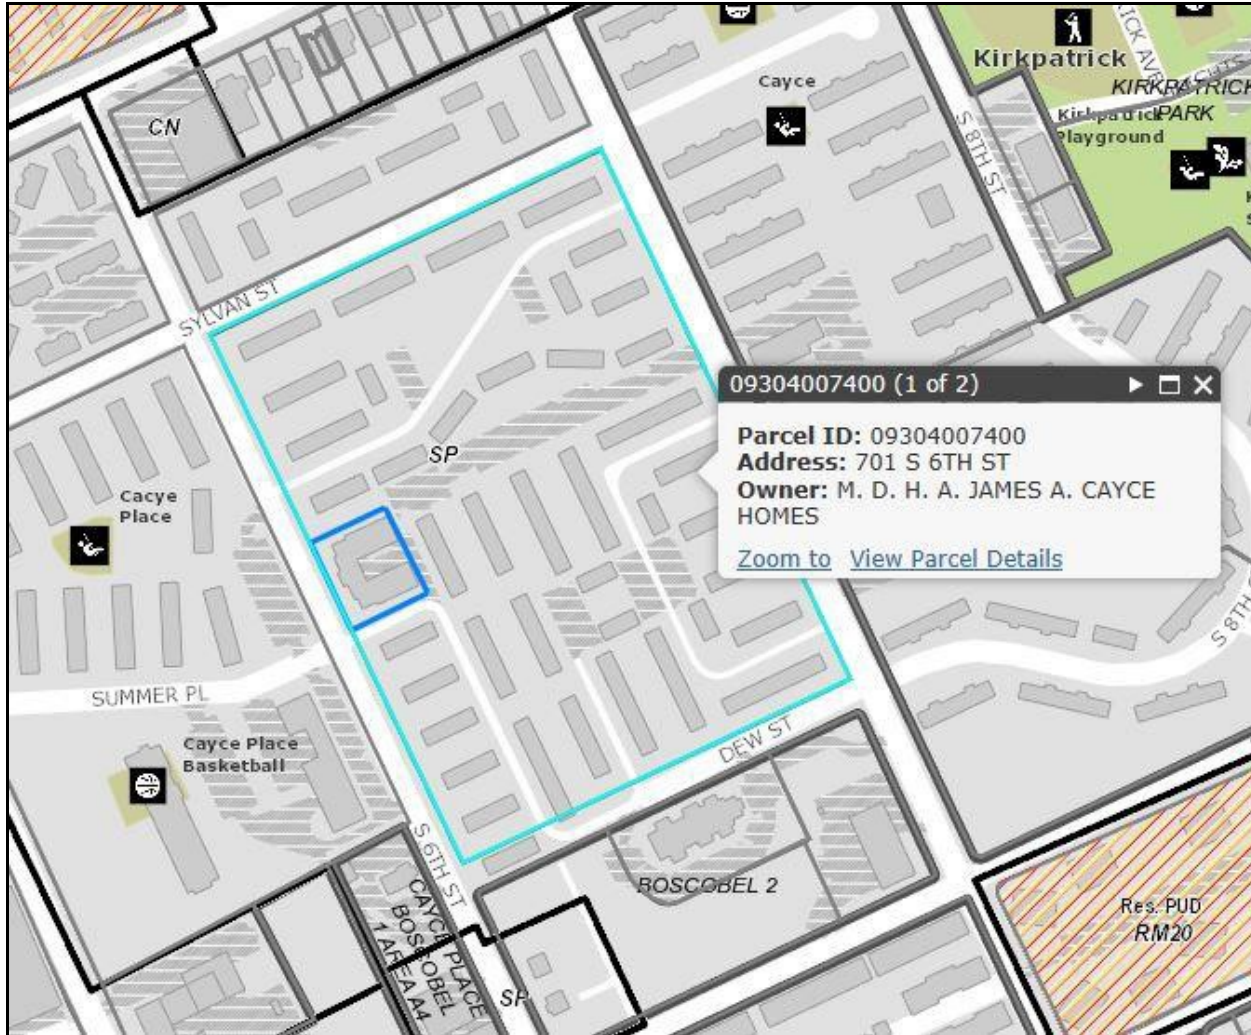 Kirkpatrick
Cayce
KIRKPATRICK
PARK
Playground
CN
S 8TH ST
SYLVAN ST
09304007400 (1 of 2)
Parcel ID: 09304007400
Address: 701 S 6TH ST
Owner: M. D. H. A. JAMES A. CAYCE
HOMES
Zoom to View Parcel Details
SP
Cacye
Place
S 8TH
SUMMER PL
Cayce Place
Basketball
DEW ST
S 6TH ST
BOSCOBEL 2
CAYCE PLACE
BOSCOBEL
1 AREA A4
Res. PUD
RM20
SP